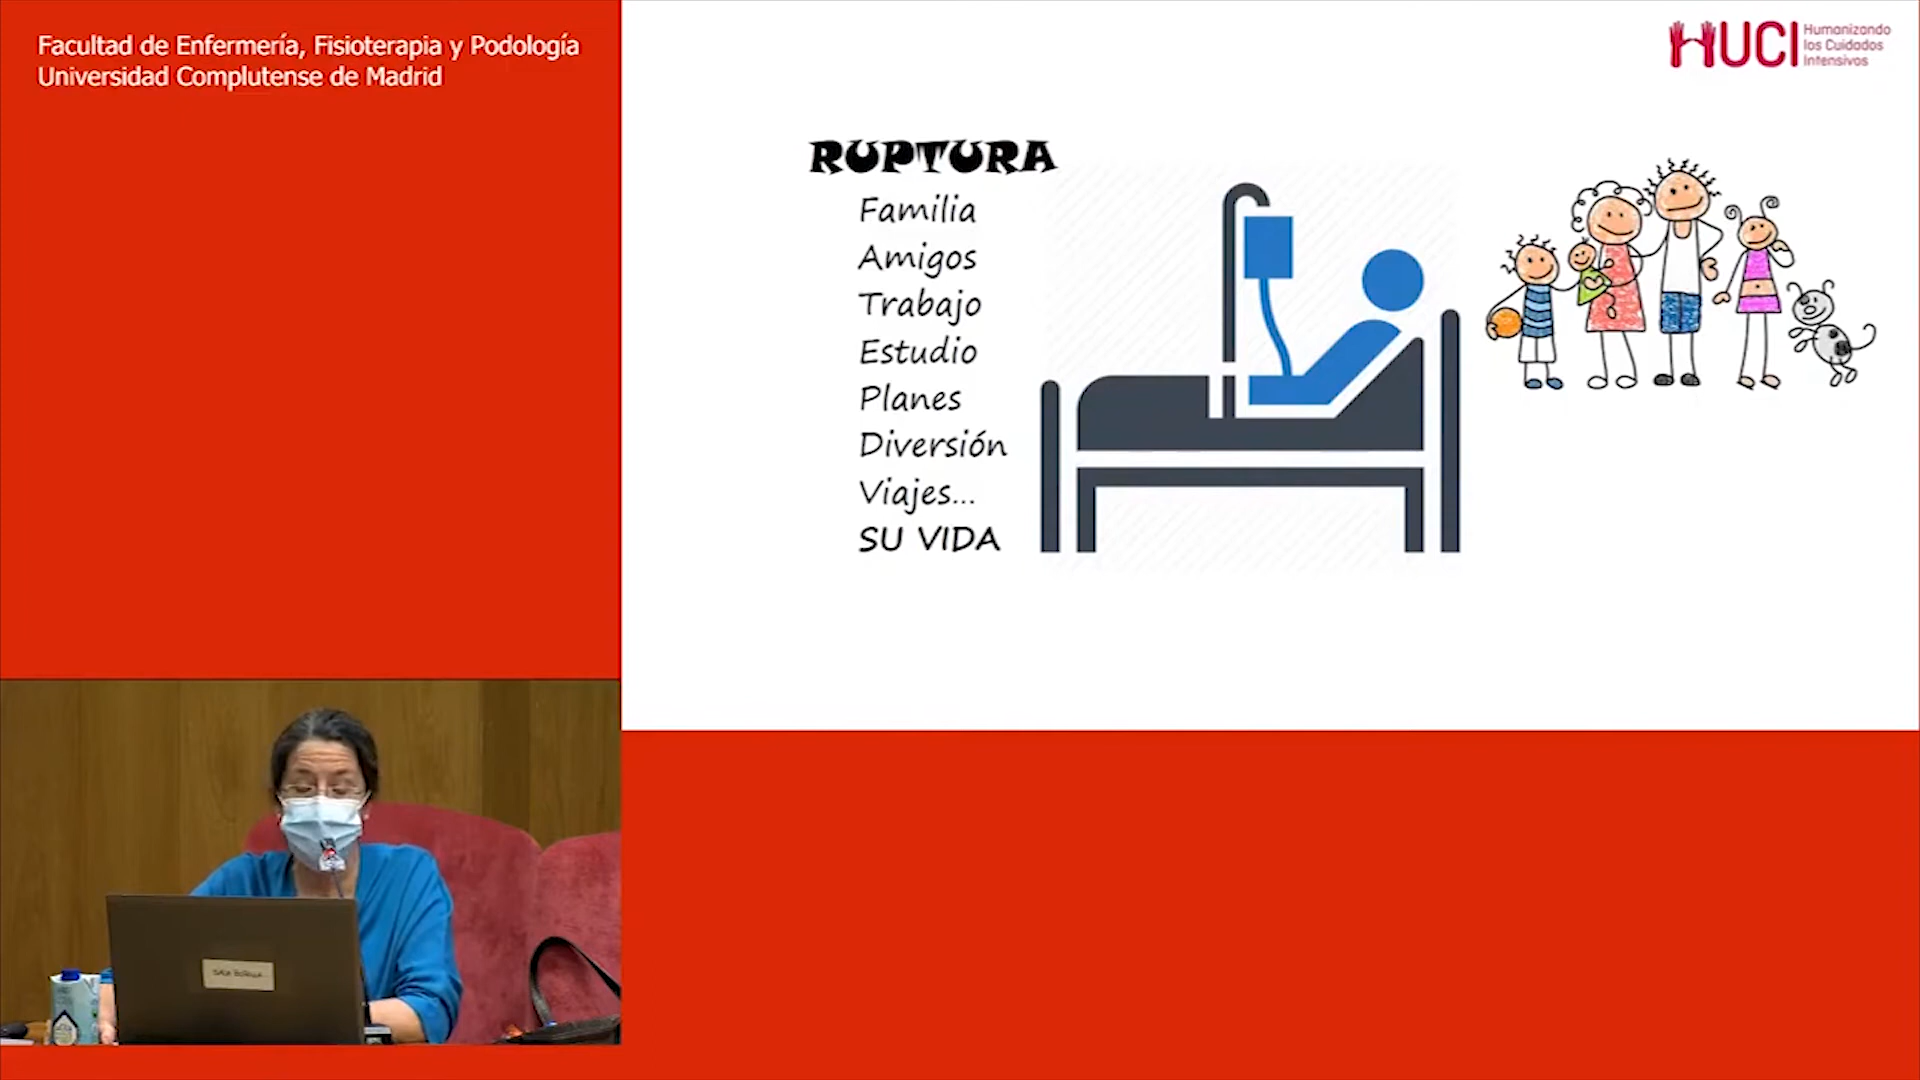 Facultad de Enfermería, Fisioterapia y Podología
Universidad Complutense de Madrid
HUCI
Humanizando
los Cuidados
Intensivos
RUPTURA
Familia
Amigos
Trabajo
Estudio
Planes
Diversión
Viajes...
SU VIDA